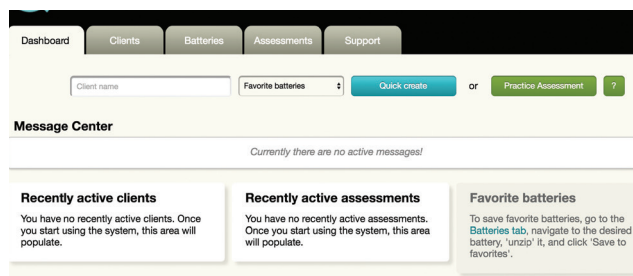 Dashboard Clients Batteries Assessments Support
Client name Favorite batteries Quick create or Practice Assessment ?
Message Center
Currently there are no active messages!
Recently active clients
You have no recently active clients. Once
you start using the system, this area will
populate.
Recently active assessments
You have no recently active assessments.
Once you start using the system, this area
will populate.
Favorite batteries
To save favorite batteries, go to the
Batteries tab, navigate to the desired
battery, 'unzip' it, and click 'Save to
favorites'.